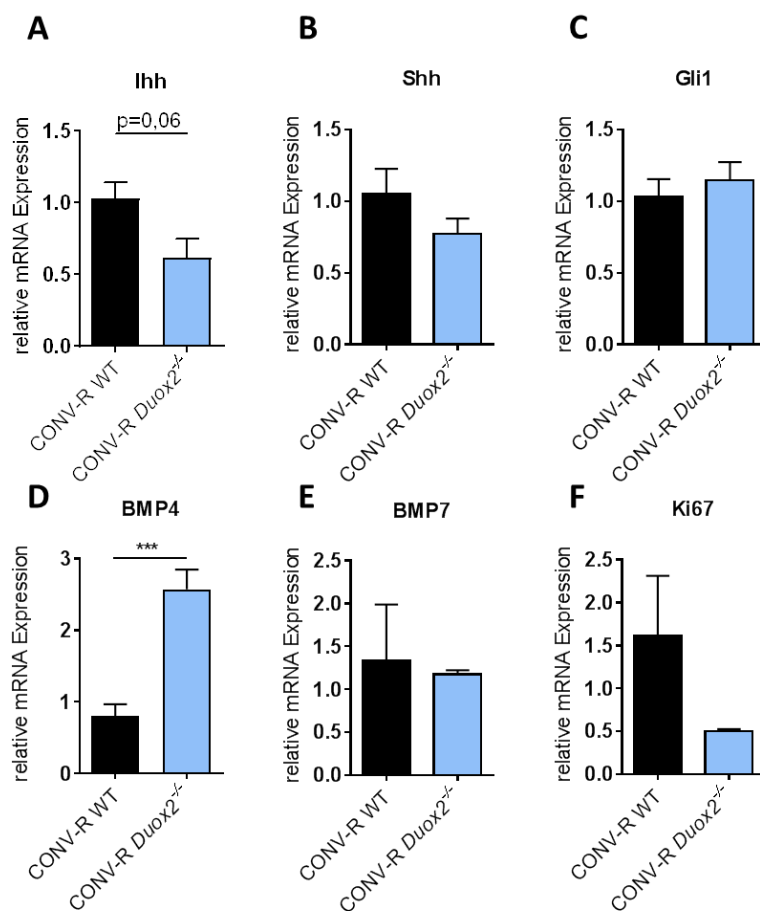 A
B
C
Ihh
Shh
Gli1
p=0,06
relative mRNA Expression
1.5
1.0
0.5
0.0
CONV-R WT
CONV-R Duox2-/-
relative mRNA Expression
1.5
1.0
0.5
0.0
CONV-R WT
CONV-R Duox2-/-
relative mRNA Expression
1.5
1.0
0.5
0.0
CONV-R WT
CONV-R Duox2-/-
D
E
F
BMP4
BMP7
Ki67
***
relative mRNA Expression
3
2
1
0
CONV-R WT
CONV-R Duox2-/-
relative mRNA Expression
2.5
2.0
1.5
1.0
0.5
0.0
CONV-R WT
CONV-R Duox2-/-
relative mRNA Expression
2.5
2.0
1.5
1.0
0.5
0.0
CONV-R WT
CONV-R Duox2-/-